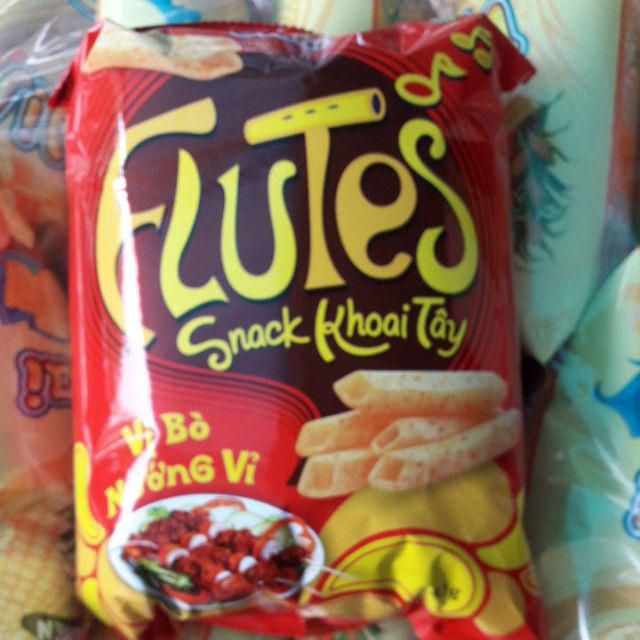 FLUTes
Snack Khoai Tây
Vị Bò
Nướng Vỉ